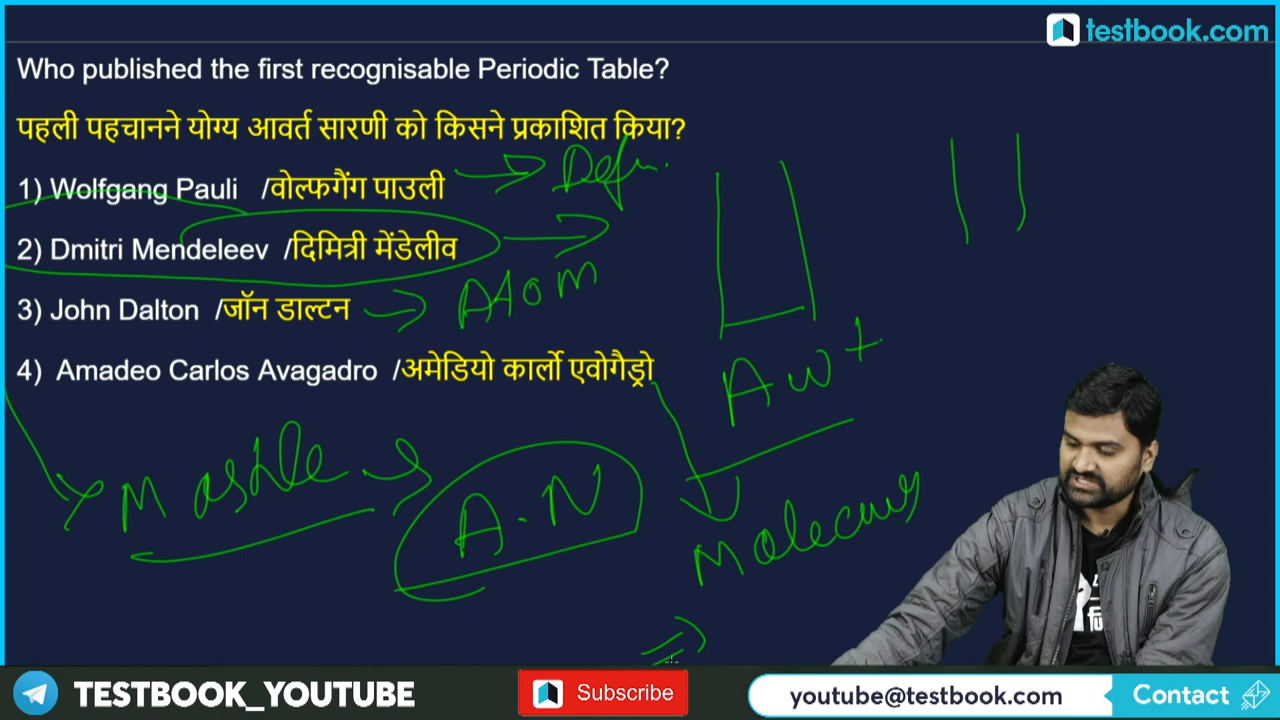 testbook.com
Who published the first recognisable Periodic Table?
पहली पहचानने योग्य आवर्त सारणी को किसने प्रकाशित किया?
1) Wolfgang Pauli /वोल्फगैंग पाउली
2) Dmitri Mendeleev /दिमित्री मेंडेलीव
3) John Dalton /जॉन डाल्टन
Atom
4) Amadeo Carlos Avagadro /अमेडियो कार्लो एवोगैड्रो
A wt
A.N
TESTBOOK_YOUTUBE
Subscribe
youtube@testbook.com
Contact